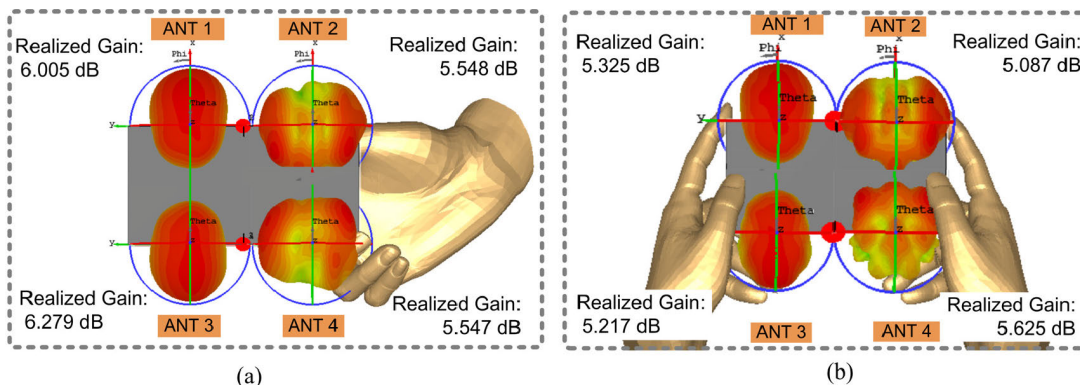 ANT 1
ANT 2
Realized Gain:
6.005 dB
Realized Gain:
5.548 dB
x
Phi
Phi
Theta
Theta
y
z
z
Theta
Theta
y
z
z
Realized Gain:
6.279 dB
Realized Gain:
5.547 dB
ANT 3
ANT 4
(a)
ANT 1
ANT 2
Realized Gain:
5.325 dB
Realized Gain:
5.087 dB
x
Phi
Phi
Theta
Theta
y
z
Theta
Theta
z
z
Realized Gain:
5.217 dB
Realized Gain:
5.625 dB
ANT 3
ANT 4
(b)